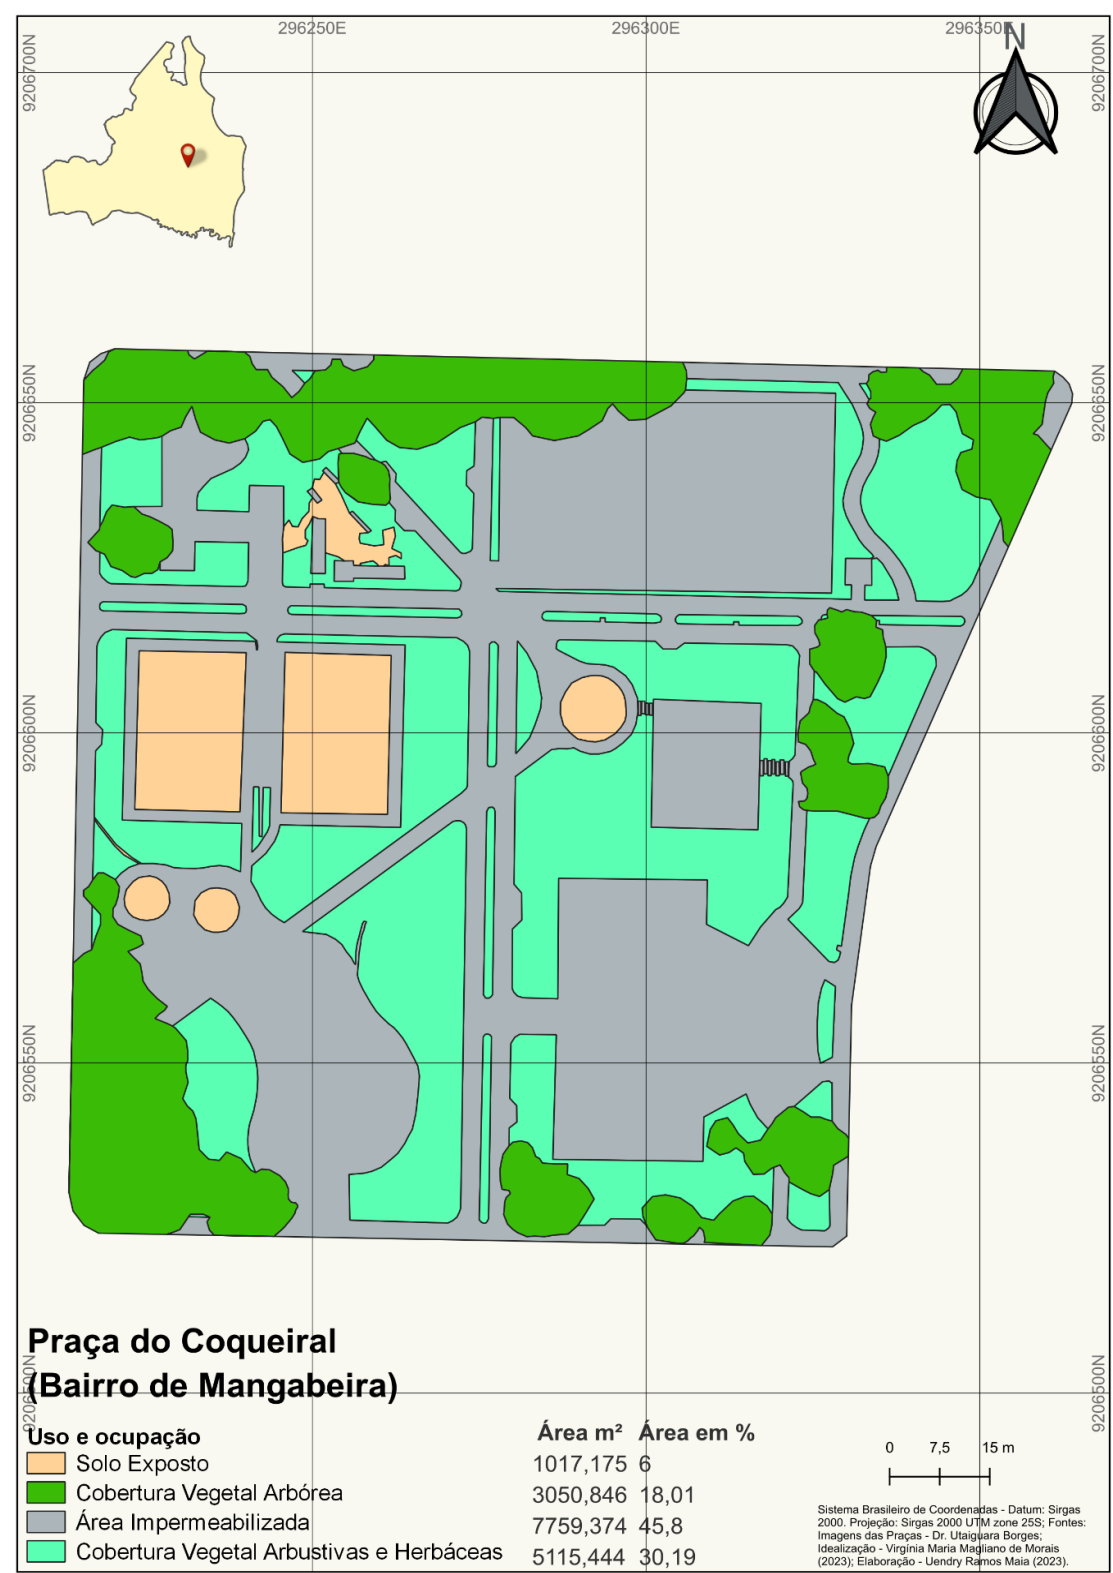 296250E 296300E 296350E
N
9206700N 9206700N
9206650N 9206650N
9206600N 9206600N
9206550N 9206550N
9206500N 9206500N
Praça do Coqueiral
(Bairro de Mangabeira)
Uso e ocupação Área m² Área em %
Solo Exposto 1017,175 6
Cobertura Vegetal Arbórea 3050,846 18,01
Área Impermeabilizada 7759,374 45,8
Cobertura Vegetal Arbustivas e Herbáceas 5115,444 30,19
0 7,5 15 m
Sistema Brasileiro de Coordenadas - Datum: Sirgas
2000. Projeção: Sirgas 2000 UTM zone 25S; Fontes:
Imagens das Praças - Dr. Utaiguara Borges;
Idealização - Virgínia Maria Magliano de Morais
(2023); Elaboração - Uendry Ramos Maia (2023).